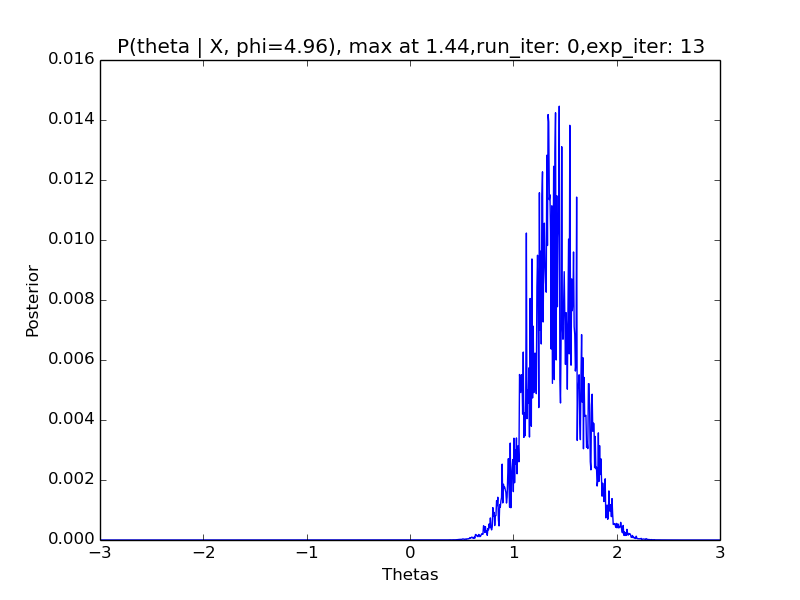 P(theta | X, phi=4.96), max at 1.44,run_iter: 0,exp_iter: 13
0.016
0.014
0.012
0.010
0.008
0.006
0.004
0.002
0.000
Posterior
−3 −2 −1 0 1 2 3
Thetas